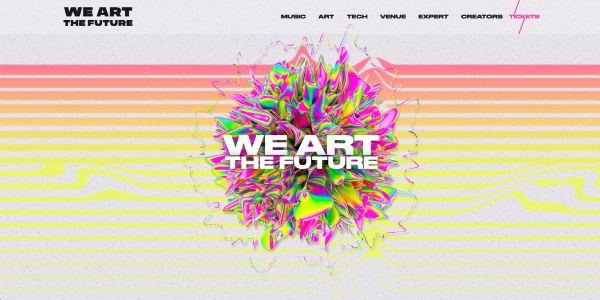 WE ART
THE FUTURE
MUSIC ART TECH VENUE EXPERT CREATORS TICKETS
WE ART
THE FUTURE